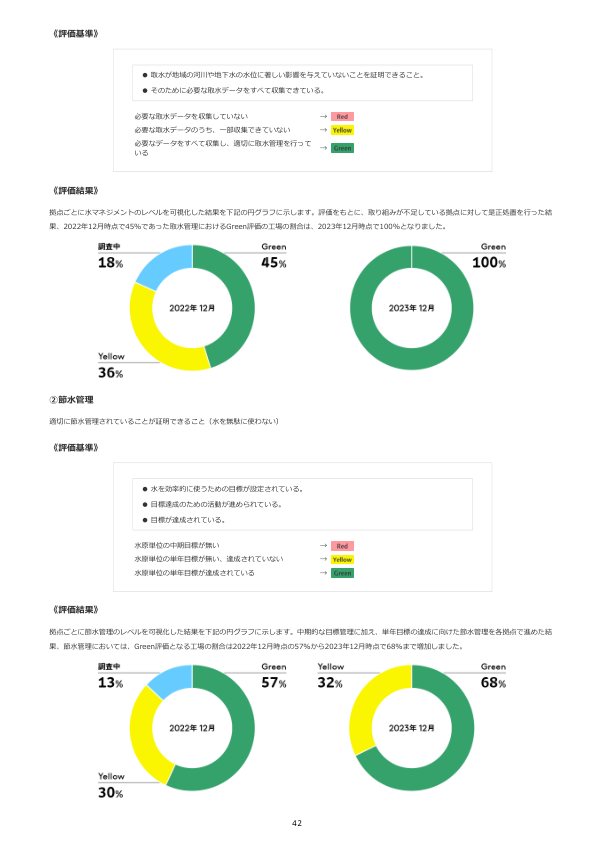 《評価基準》
● 取水が地域の河川や地下水の水位に著しい影響を与えていないことを証明できること。
● そのために必要な取水データをすべて収集できている。
必要な取水データを収集していない → Red
必要な取水データのうち、一部収集できていない → Yellow
必要なデータをすべて収集し、適切に取水管理を行って → Green
いる
《評価結果》
拠点ごとに水マネジメントのレベルを可視化した結果を下記の円グラフに示します。評価をもとに、取り組みが不足している拠点に対して是正処置を行った結
果、2022年12月時点で45%であった取水管理におけるGreen評価の工場の割合は、2023年12月時点で100%となりました。
調査中
18%
Green
45%
2022年 12月
Yellow
36%
Green
100%
2023年 12月
②節水管理
適切に節水管理されていることが証明できること（水を無駄に使わない）
《評価基準》
● 水を効率的に使うための目標が設定されている。
● 目標達成のための活動が進められている。
● 目標が達成されている。
水原単位の中期目標が無い → Red
水原単位の単年目標が無い、達成されていない → Yellow
水原単位の単年目標が達成されている → Green
《評価結果》
拠点ごとに節水管理のレベルを可視化した結果を下記の円グラフに示します。中期的な目標管理に加え、単年目標の達成に向けた節水管理を各拠点で進めた結
果、節水管理においては、Green評価となる工場の割合は2022年12月時点の57%から2023年12月時点で68%まで増加しました。
調査中
13%
Green
57%
2022年 12月
Yellow
30%
Yellow
32%
Green
68%
2023年 12月
42